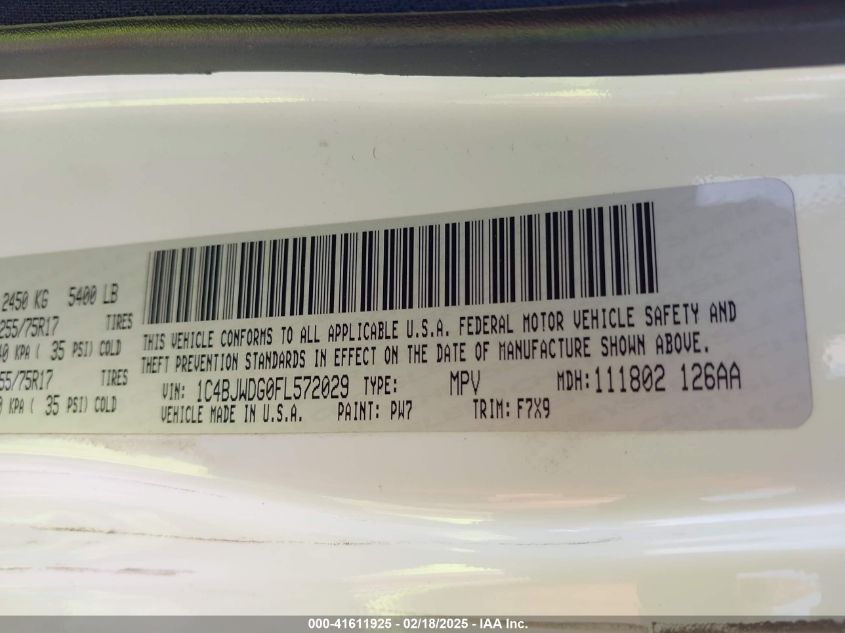 2450 KG 5400 LB
255/75R17 TIRES
KPA ( 35 PSI) COLD
55/75R17 TIRES
KPA ( 35 PSI) COLD
THIS VEHICLE CONFORMS TO ALL APPLICABLE U.S.A. FEDERAL MOTOR VEHICLE SAFETY AND
THEFT PREVENTION STANDARDS IN EFFECT ON THE DATE OF MANUFACTURE SHOWN ABOVE.
VIN: 1C4BJWDG0FL572029 TYPE: MPV MDH:111802 126AA
VEHICLE MADE IN U.S.A. PAINT: PW7 TRIM: F7X9
000-41611925 - 02/18/2025 - IAA Inc.